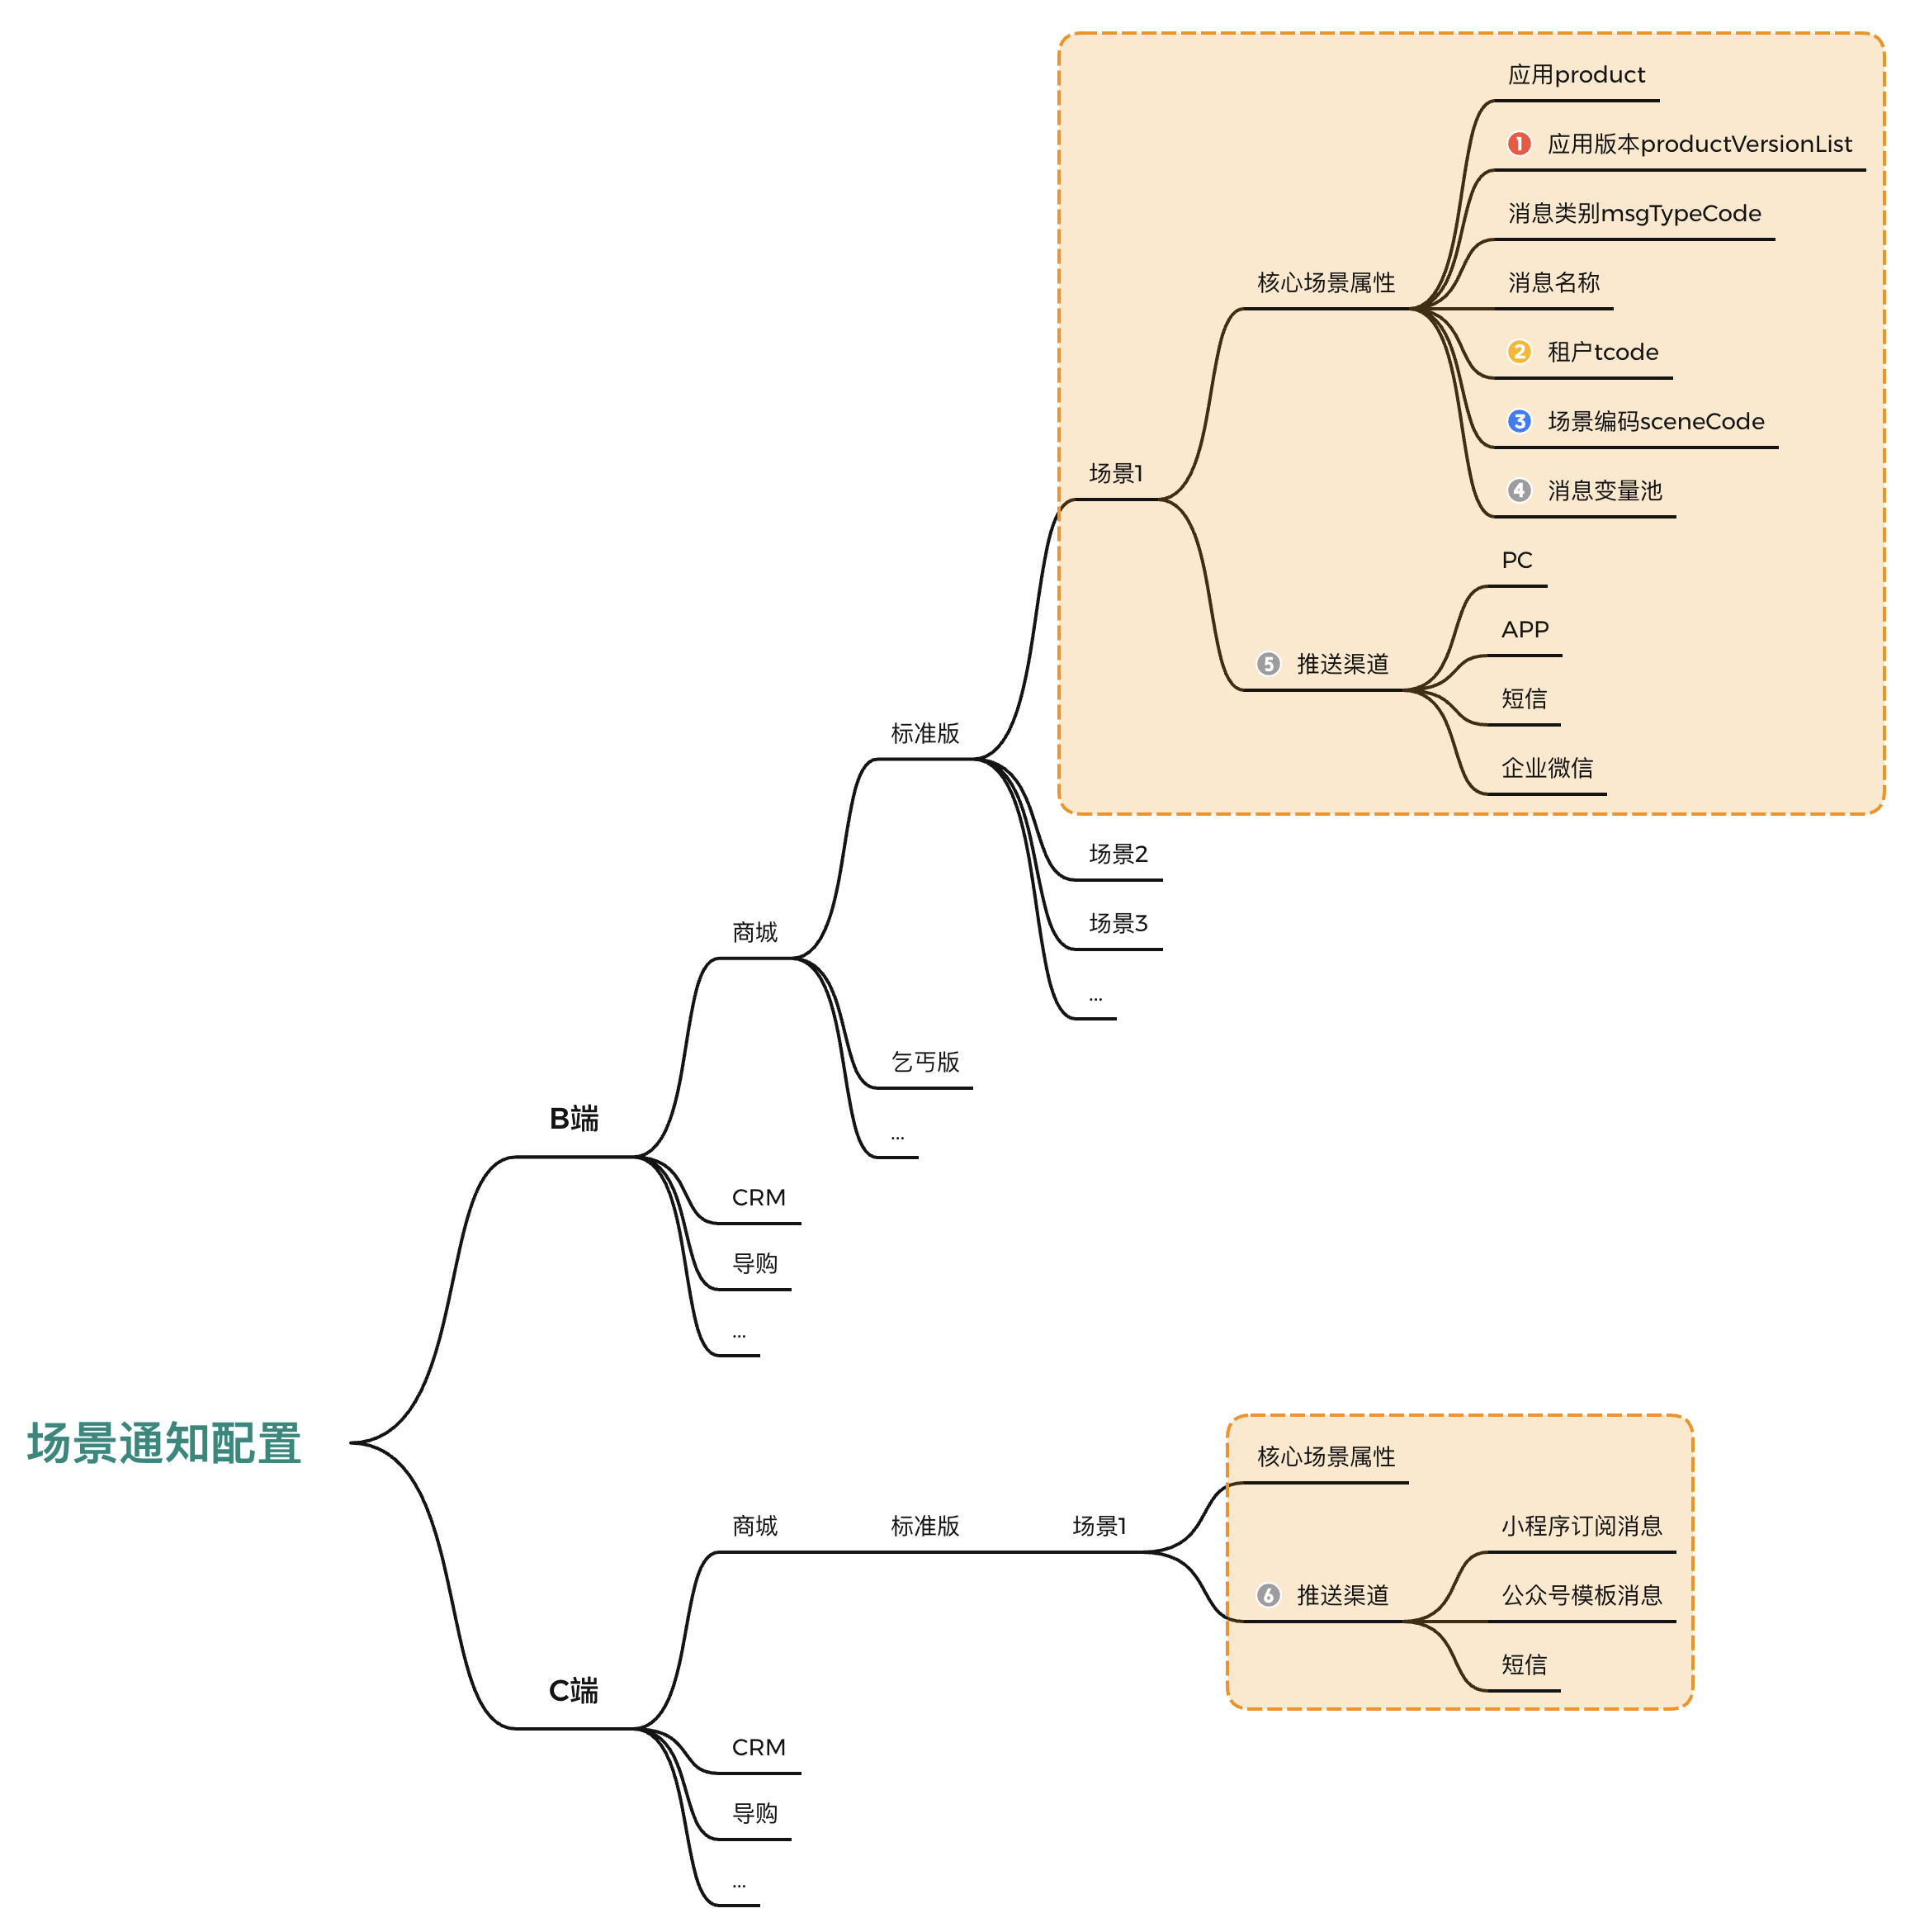 应用product
1 应用版本productVersionList
消息类别msgTypeCode
核心场景属性
消息名称
2 租户tcode
3 场景编码sceneCode
场景1
4 消息变量池
PC
APP
5 推送渠道
短信
标准版
企业微信
场景2
商城
场景3
...
乞丐版
B端
...
CRM
导购
...
场景通知配置
核心场景属性
商城
标准版
场景1
小程序订阅消息
6 推送渠道
公众号模板消息
短信
C端
CRM
导购
...